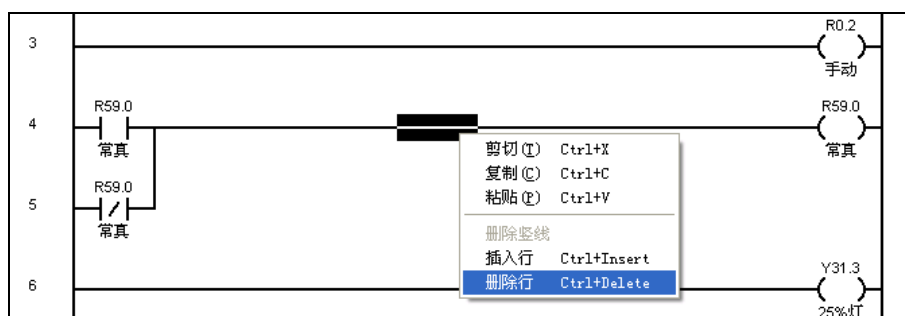 R0.2
3
手动
R59.0 R59.0
4
常真 常真
剪切(T) Ctrl+X
复制(C) Ctrl+C
粘贴(P) Ctrl+V
R59.0
5
常真
删除竖线
插入行 Ctrl+Insert
删除行 Ctrl+Delete
Y31.3
6
25%灯